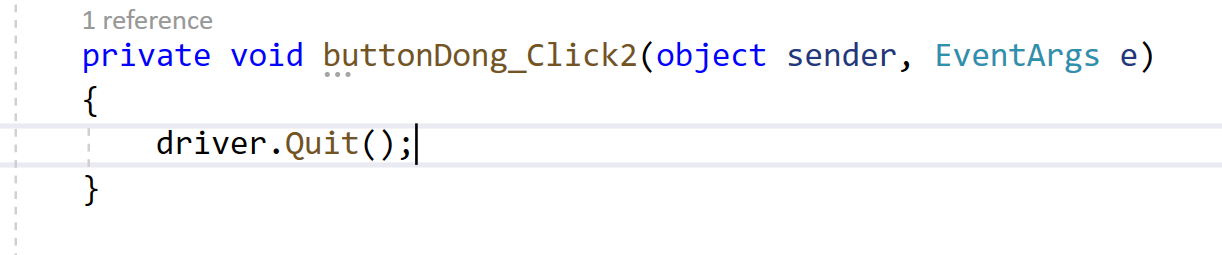 1 reference
private void buttonDong_Click2(object sender, EventArgs e)
{
driver.Quit();
}